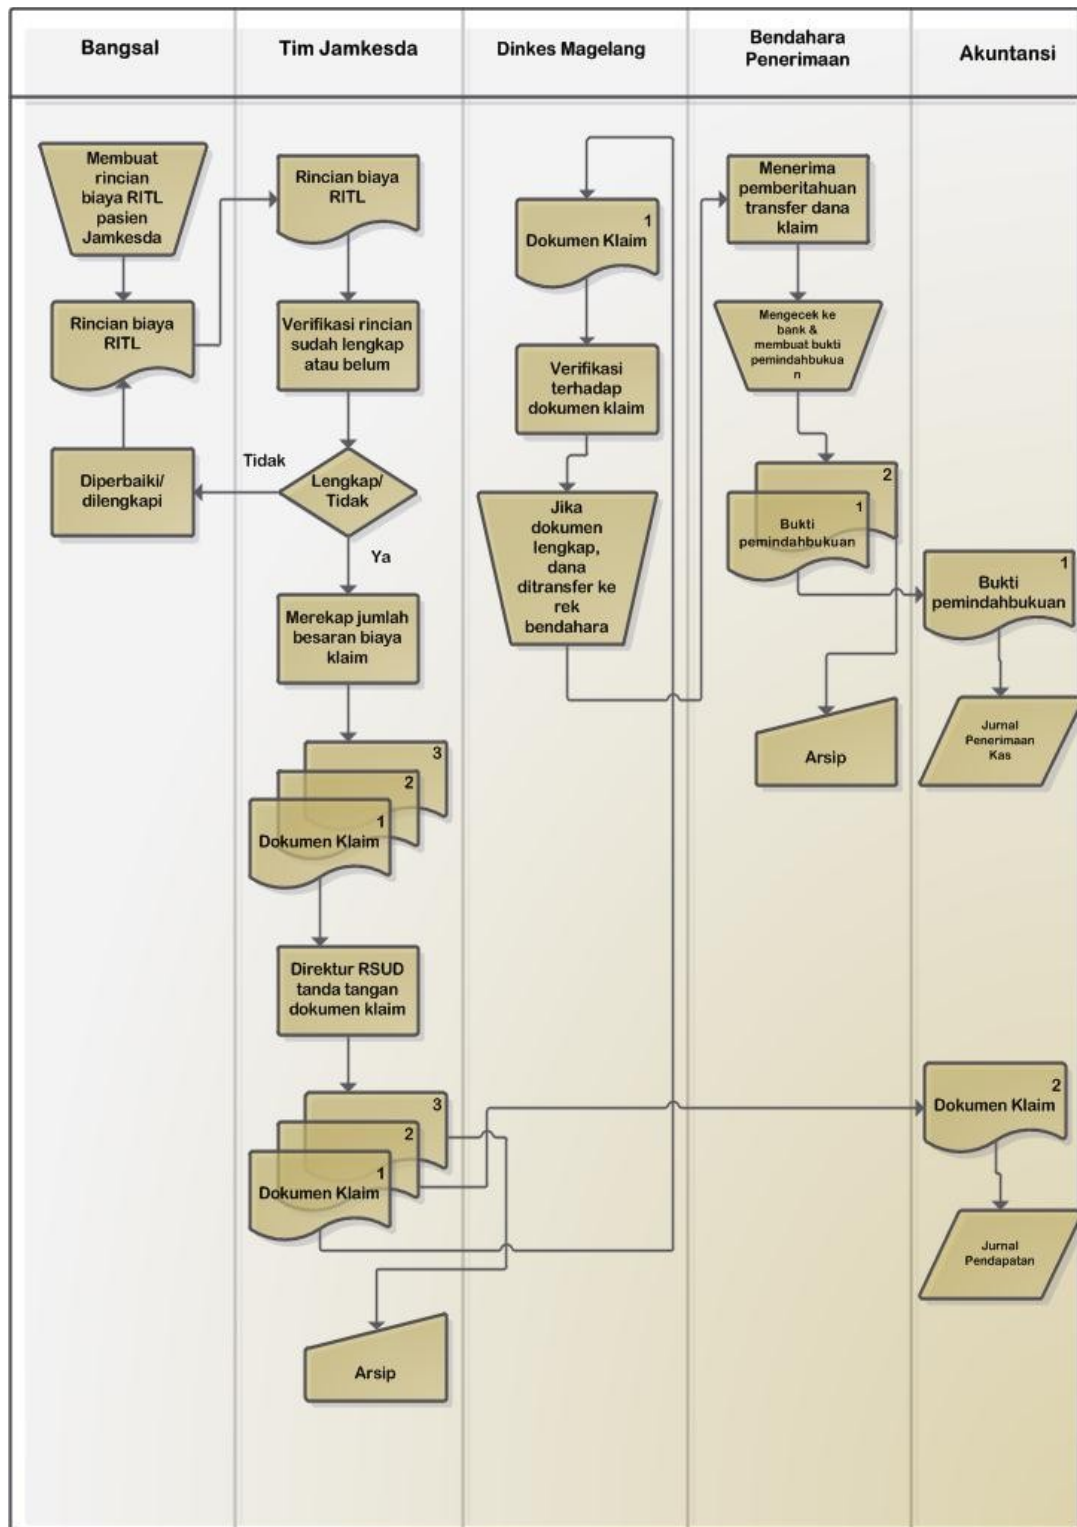 Bangsal
Tim Jamkesda
Dinkes Magelang
Bendahara
Penerimaan
Akuntansi
Membuat
rincian
biaya RITL
pasien
Jamkesda
Rincian biaya
RITL
Diperbaiki/
dilengkapi
Rincian biaya
RITL
Verifikasi rincian
sudah lengkap
atau belum
Tidak
Lengkap/
Tidak
Ya
Merekap jumlah
besaran biaya
klaim
3
2
1
Dokumen Klaim
Direktur RSUD
tanda tangan
dokumen klaim
3
2
1
Dokumen Klaim
Arsip
1
Dokumen Klaim
Verifikasi
terhadap
dokumen klaim
Jika
dokumen
lengkap,
dana
ditransfer ke
rek
bendahara
Menerima
pemberitahuan
transfer dana
klaim
Mengecek ke
bank &
membuat bukti
pemindahbukua
n
2
1
Bukti
pemindahbukuan
Arsip
1
Bukti
pemindahbukuan
Jurnal
Penerimaan
Kas
2
Dokumen Klaim
Jurnal
Pendapatan